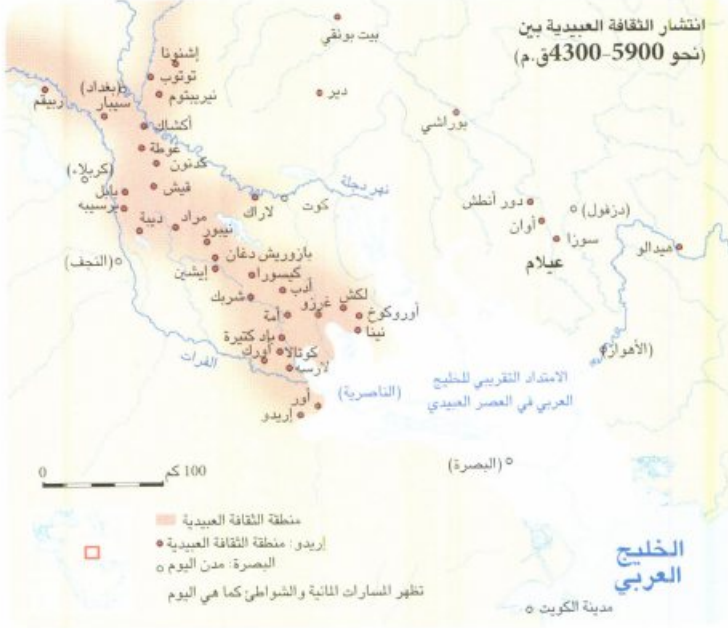 انتشار الثقافة العبيدية بين
(نحو 5900–4300ق.م)
بيت بونقي
إشنونا
توتوب
نيريبتوم
دير
(بغداد)
سيبار
ربيقم
أكشاك
بوراشي
غوطة
كدنون
(كربلاء)
قيش
بابل
برسيبه
نهر دجلة
كوت
لاراك
دور أنطش
(دزفول)
أوان
سوزا
عيلام
ميدالو
ديبة
مراد
نيبور
(النجف)
بازوريش دغان
إيشين
كيسورا
أدب
شربك
لكش
غرزو
أوروكوخ
أمة
نينا
باد كتيرة
أورك
كوتالا
لارسه
الفرات
(الأهواز)
الامتداد التقريبي للخليج
العربي في العصر العبيدي
(الناصرية)
أور
إريدو
(البصرة)
0
100 كم
منطقة الثقافة العبيدية
إريدو: منطقة الثقافة العبيدية
البصرة: مدن اليوم
تظهر المسارات المائية والشواطئ كما هي اليوم
الخليج
العربي
مدينة الكويت